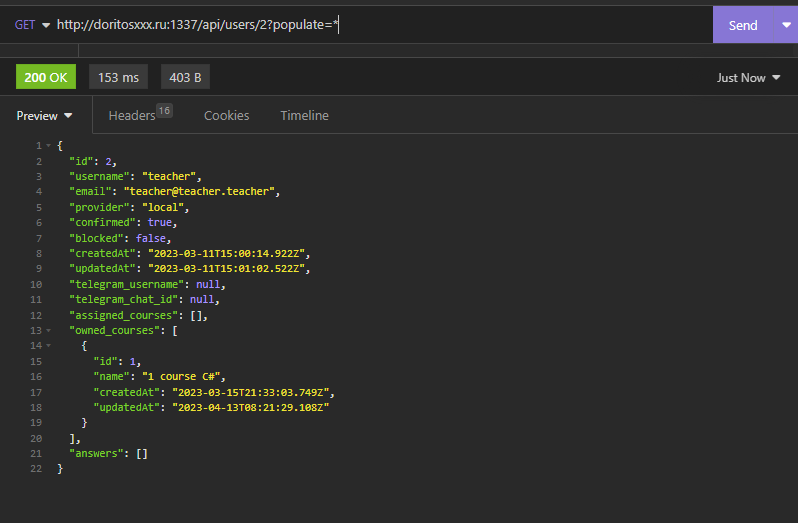 GET http://doritosxxx.ru:1337/api/users/2?populate=* Send
200 OK 153 ms 403 B Just Now
Preview Headers 16 Cookies Timeline
1 {
2 "id": 2,
3 "username": "teacher",
4 "email": "teacher@teacher.teacher",
5 "provider": "local",
6 "confirmed": true,
7 "blocked": false,
8 "createdAt": "2023-03-11T15:00:14.922Z",
9 "updatedAt": "2023-03-11T15:01:02.522Z",
10 "telegram_username": null,
11 "telegram_chat_id": null,
12 "assigned_courses": [],
13 "owned_courses": [
14 {
15 "id": 1,
16 "name": "1 course C#",
17 "createdAt": "2023-03-15T21:33:03.749Z",
18 "updatedAt": "2023-04-13T08:21:29.108Z"
19 }
20 ],
21 "answers": []
22 }